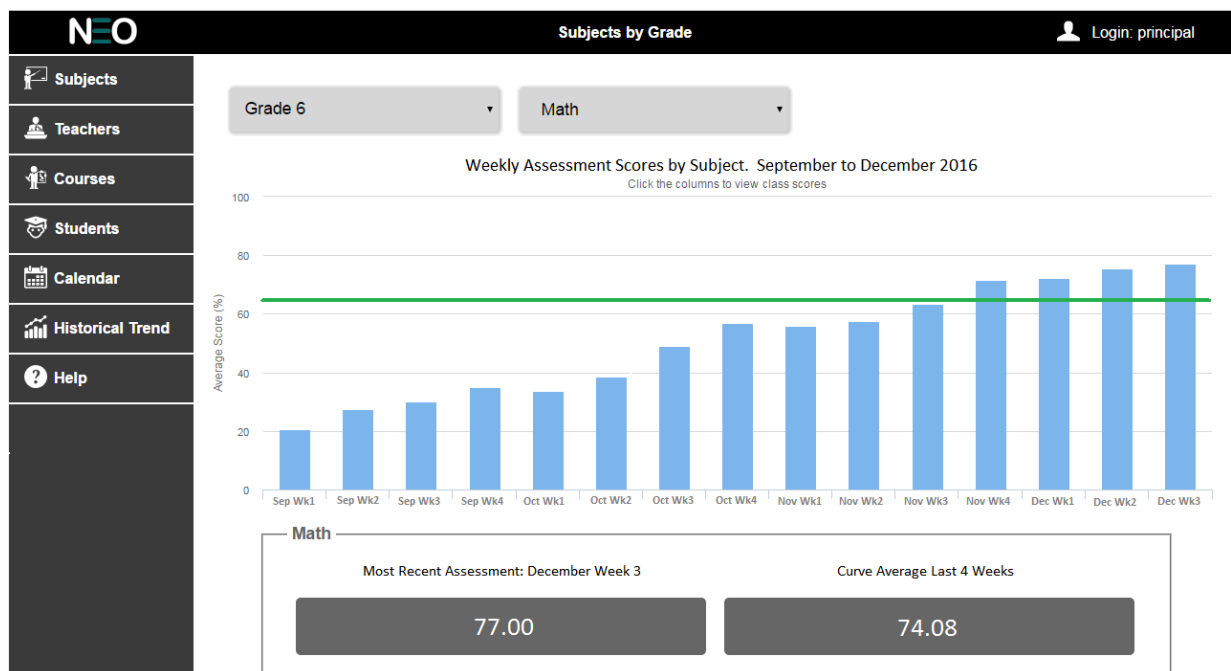 NEO
Subjects by Grade
Login: principal
Subjects
Teachers
Courses
Students
Calendar
Historical Trend
? Help
Grade 6
Math
Weekly Assessment Scores by Subject.  September to December 2016
Click the columns to view class scores
Average Score (%)
100
80
60
40
20
0
Sep Wk1 Sep Wk2 Sep Wk3 Sep Wk4 Oct Wk1 Oct Wk2 Oct Wk3 Oct Wk4 Nov Wk1 Nov Wk2 Nov Wk3 Nov Wk4 Dec Wk1 Dec Wk2 Dec Wk3
Math
Most Recent Assessment: December Week 3
Curve Average Last 4 Weeks
77.00
74.08